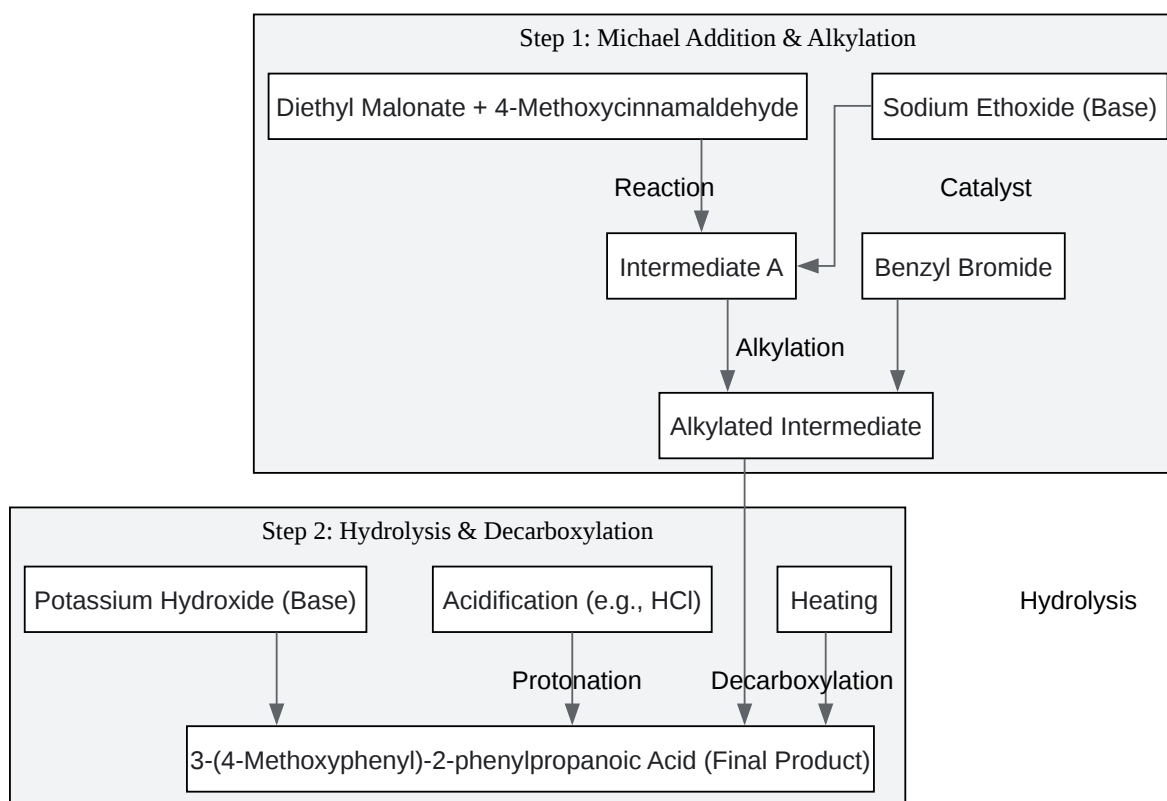 Step 1: Michael Addition & Alkylation
Diethyl Malonate + 4-Methoxycinnamaldehyde
Sodium Ethoxide (Base)
Reaction
Catalyst
Intermediate A
Benzyl Bromide
Alkylation
Alkylated Intermediate
Step 2: Hydrolysis & Decarboxylation
Potassium Hydroxide (Base)
Acidification (e.g., HCl)
Heating
Hydrolysis
Protonation
Decarboxylation
3-(4-Methoxyphenyl)-2-phenylpropanoic Acid (Final Product)